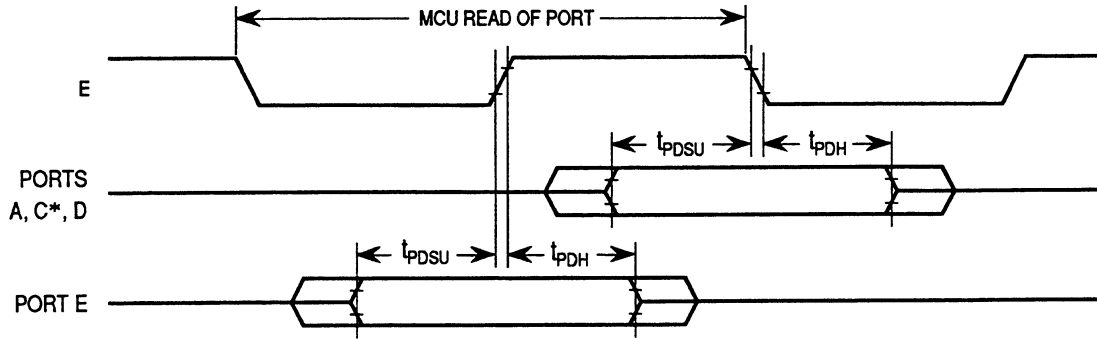 MCU READ OF PORT
E
tPDSU
tPDH
PORTS
A, C*, D
tPDSU
tPDH
PORT E